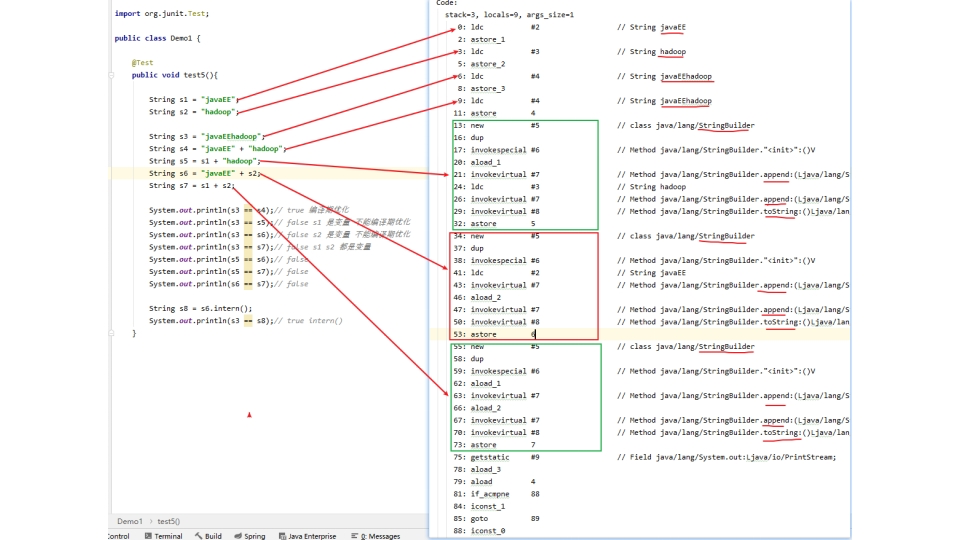 import org.junit.Test;
public class Demo1 {
@Test
public void test5(){
String s1 = "javaEE";
String s2 = "hadoop";
String s3 = "javaEEhadoop";
String s4 = "javaEE" + "hadoop";
String s5 = s1 + "hadoop";
String s6 = "javaEE" + s2;
String s7 = s1 + s2;
System.out.println(s3 == s4);// true 编译期优化
System.out.println(s3 == s5);// false s1 是变量 不能编译期优化
System.out.println(s3 == s6);// false s2 是变量 不能编译期优化
System.out.println(s3 == s7);// false s1 s2 都是变量
System.out.println(s5 == s6);// false
System.out.println(s5 == s7);// false
System.out.println(s6 == s7);// false
String s8 = s6.intern();
System.out.println(s3 == s8);// true intern()
}
Demo1 › test5()
Control Terminal Build Spring Java Enterprise 0: Messages
Code:
stack=3, locals=9, args_size=1
0: ldc #2 // String javaEE
2: astore_1
3: ldc #3 // String hadoop
5: astore_2
6: ldc #4 // String javaEEhadoop
8: astore_3
9: ldc #4 // String javaEEhadoop
11: astore 4
13: new #5 // class java/lang/StringBuilder
16: dup
17: invokespecial #6 // Method java/lang/StringBuilder."<init>":()V
20: aload_1
21: invokevirtual #7 // Method java/lang/StringBuilder.append:(Ljava/lang/S
24: ldc #3 // String hadoop
26: invokevirtual #7 // Method java/lang/StringBuilder.append:(Ljava/lang/S
29: invokevirtual #8 // Method java/lang/StringBuilder.toString:()Ljava/lan
32: astore 5
34: new #5 // class java/lang/StringBuilder
37: dup
38: invokespecial #6 // Method java/lang/StringBuilder."<init>":()V
41: ldc #2 // String javaEE
43: invokevirtual #7 // Method java/lang/StringBuilder.append:(Ljava/lang/S
46: aload_2
47: invokevirtual #7 // Method java/lang/StringBuilder.append:(Ljava/lang/S
50: invokevirtual #8 // Method java/lang/StringBuilder.toString:()Ljava/lan
53: astore 6
55: new #5 // class java/lang/StringBuilder
58: dup
59: invokespecial #6 // Method java/lang/StringBuilder."<init>":()V
62: aload_1
63: invokevirtual #7 // Method java/lang/StringBuilder.append:(Ljava/lang/S
66: aload_2
67: invokevirtual #7 // Method java/lang/StringBuilder.append:(Ljava/lang/S
70: invokevirtual #8 // Method java/lang/StringBuilder.toString:()Ljava/lan
73: astore 7
75: getstatic #9 // Field java/lang/System.out:Ljava/io/PrintStream;
78: aload_3
79: aload 4
81: if_acmpne 88
84: iconst_1
85: goto 89
88: iconst_0